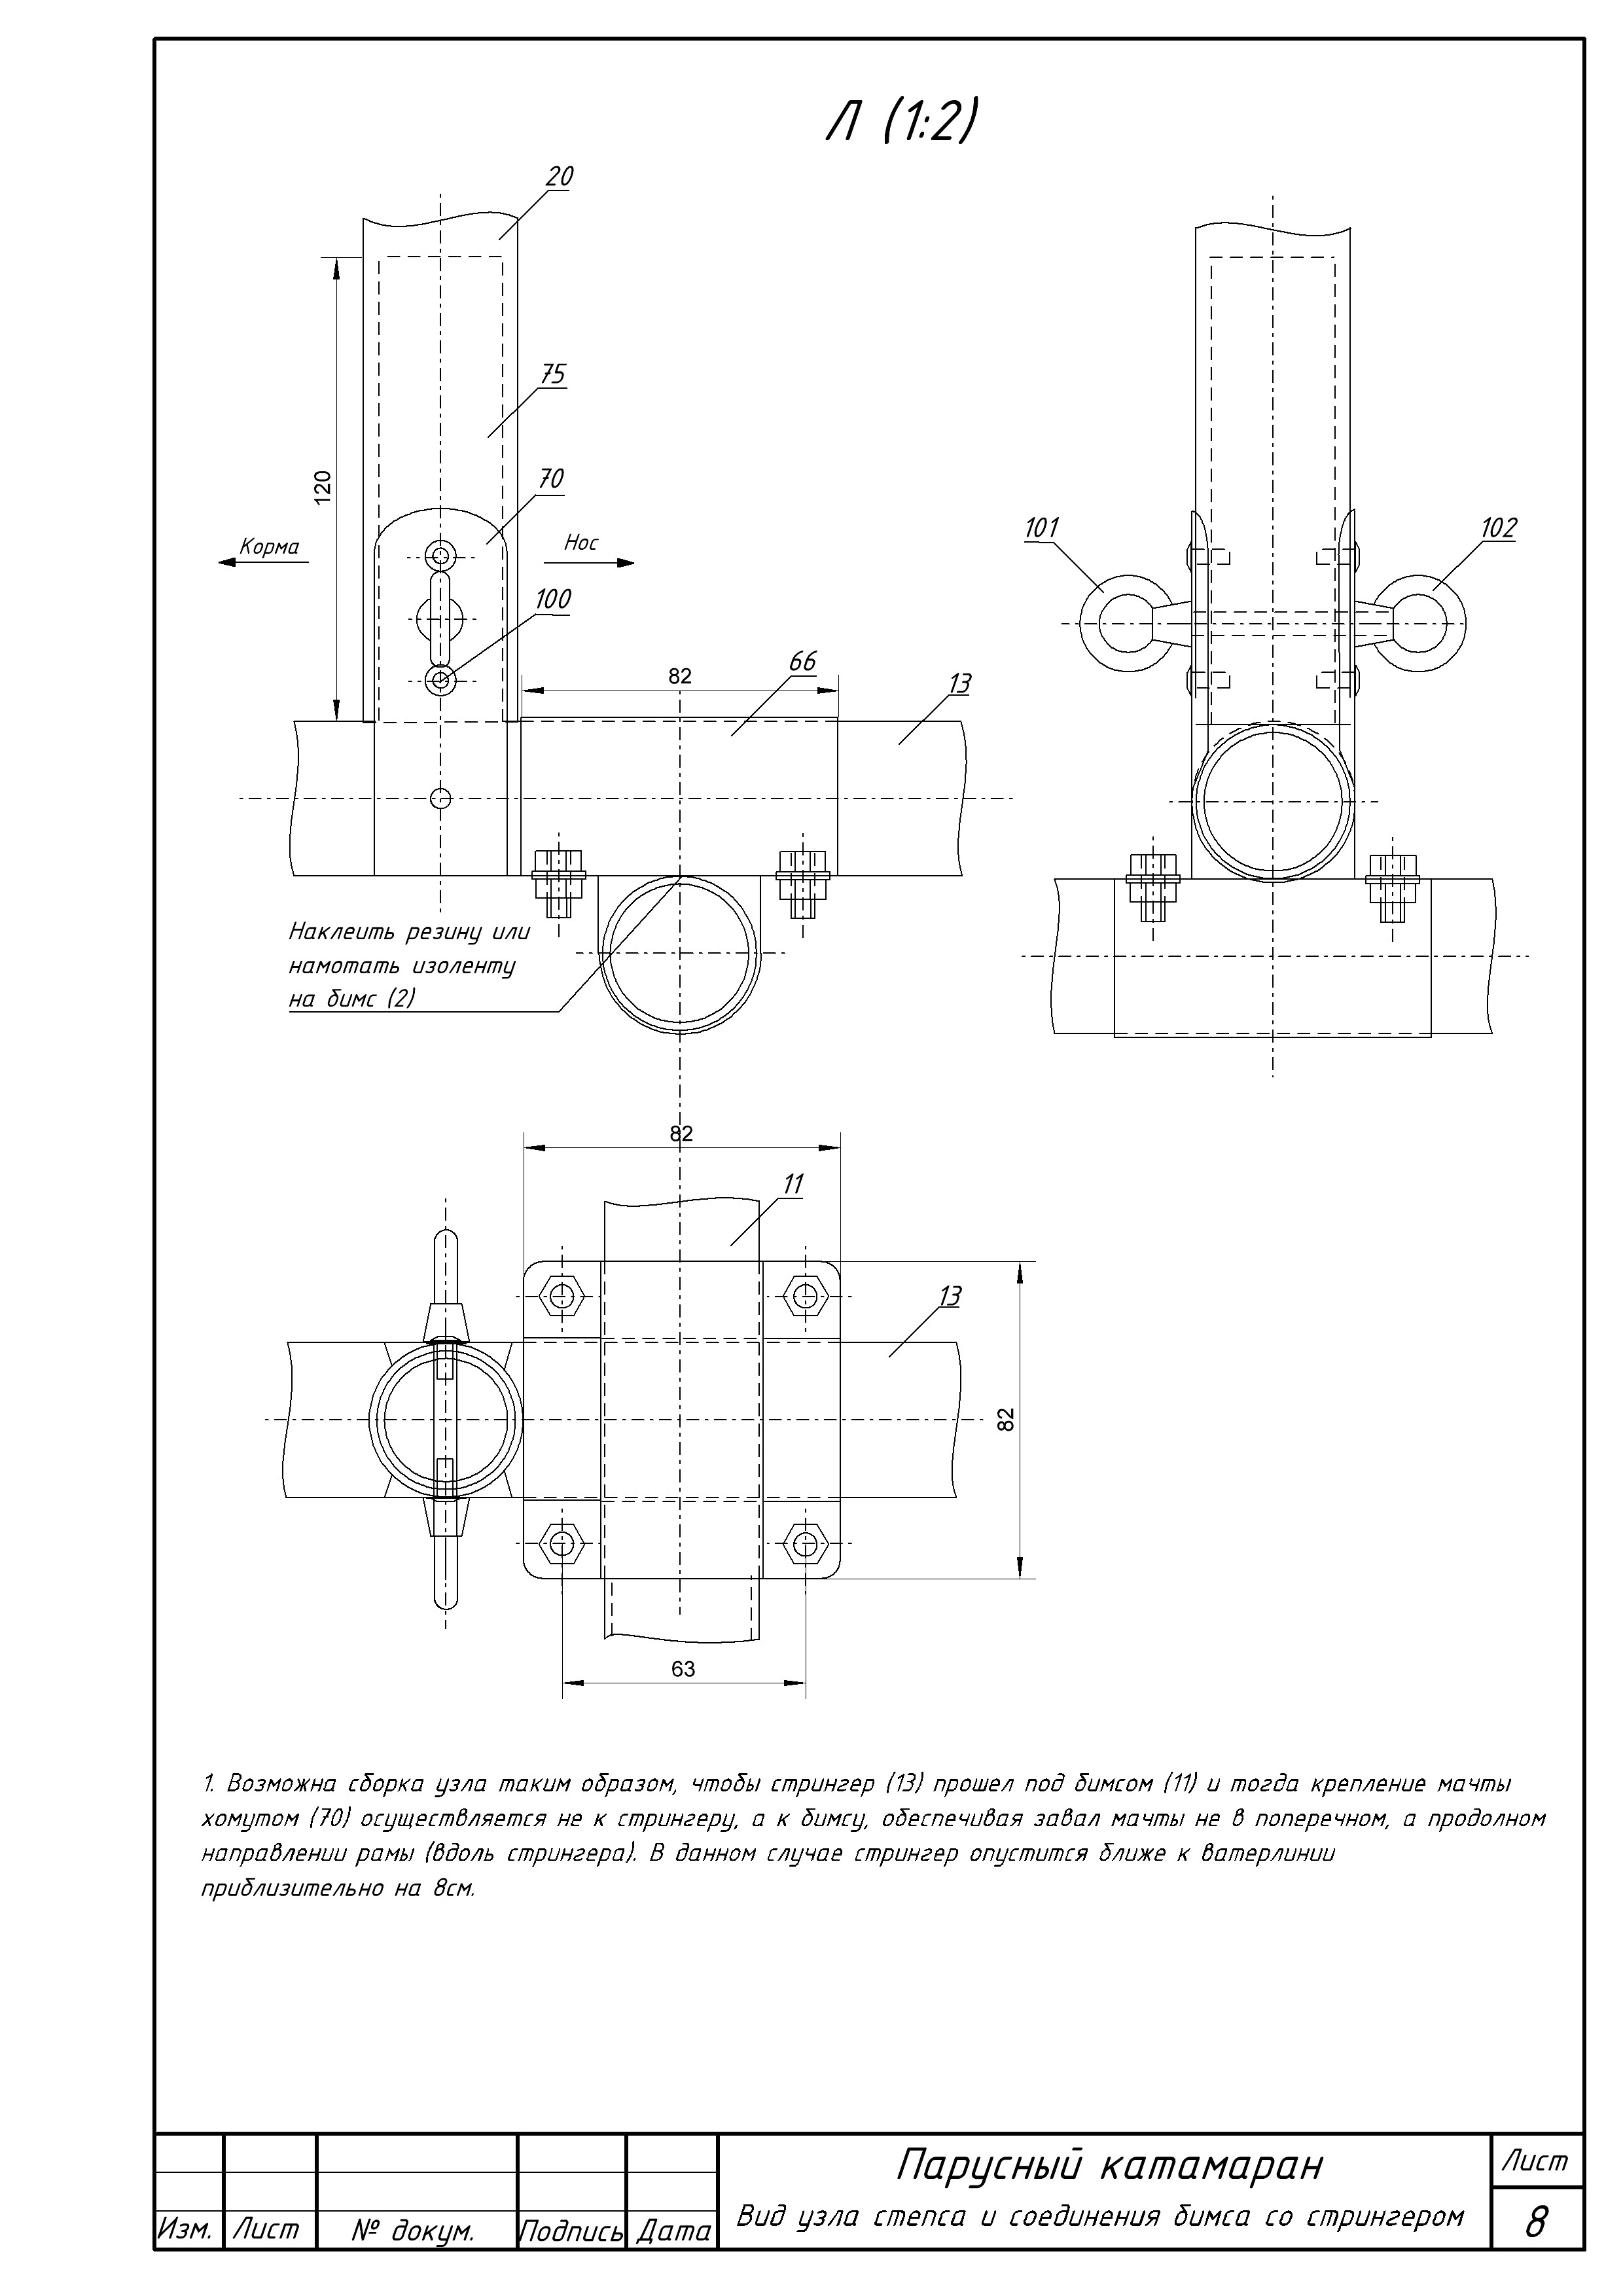 Л (1:2)
20
75
120
70
Корма
Нос
100
101
102
66
82
13
Наклеить резину или
намотать изоленту
на бимс (2)
82
11
13
82
63
1. Возможна сборка узла таким образом, чтобы стрингер (13) прошел под бимсом (11) и тогда крепление мачты
хомутом (70) осуществляется не к стрингеру, а к бимсу, обеспечивая завал мачты не в поперечном, а продолном
направлении рамы (вдоль стрингера). В данном случае стрингер опустится ближе к ватерлинии
приблизительно на 8см.
Парусный катамаран
Лист
Изм. Лист № докум. Подпись Дата
Вид узла степса и соединения бимса со стрингером
8